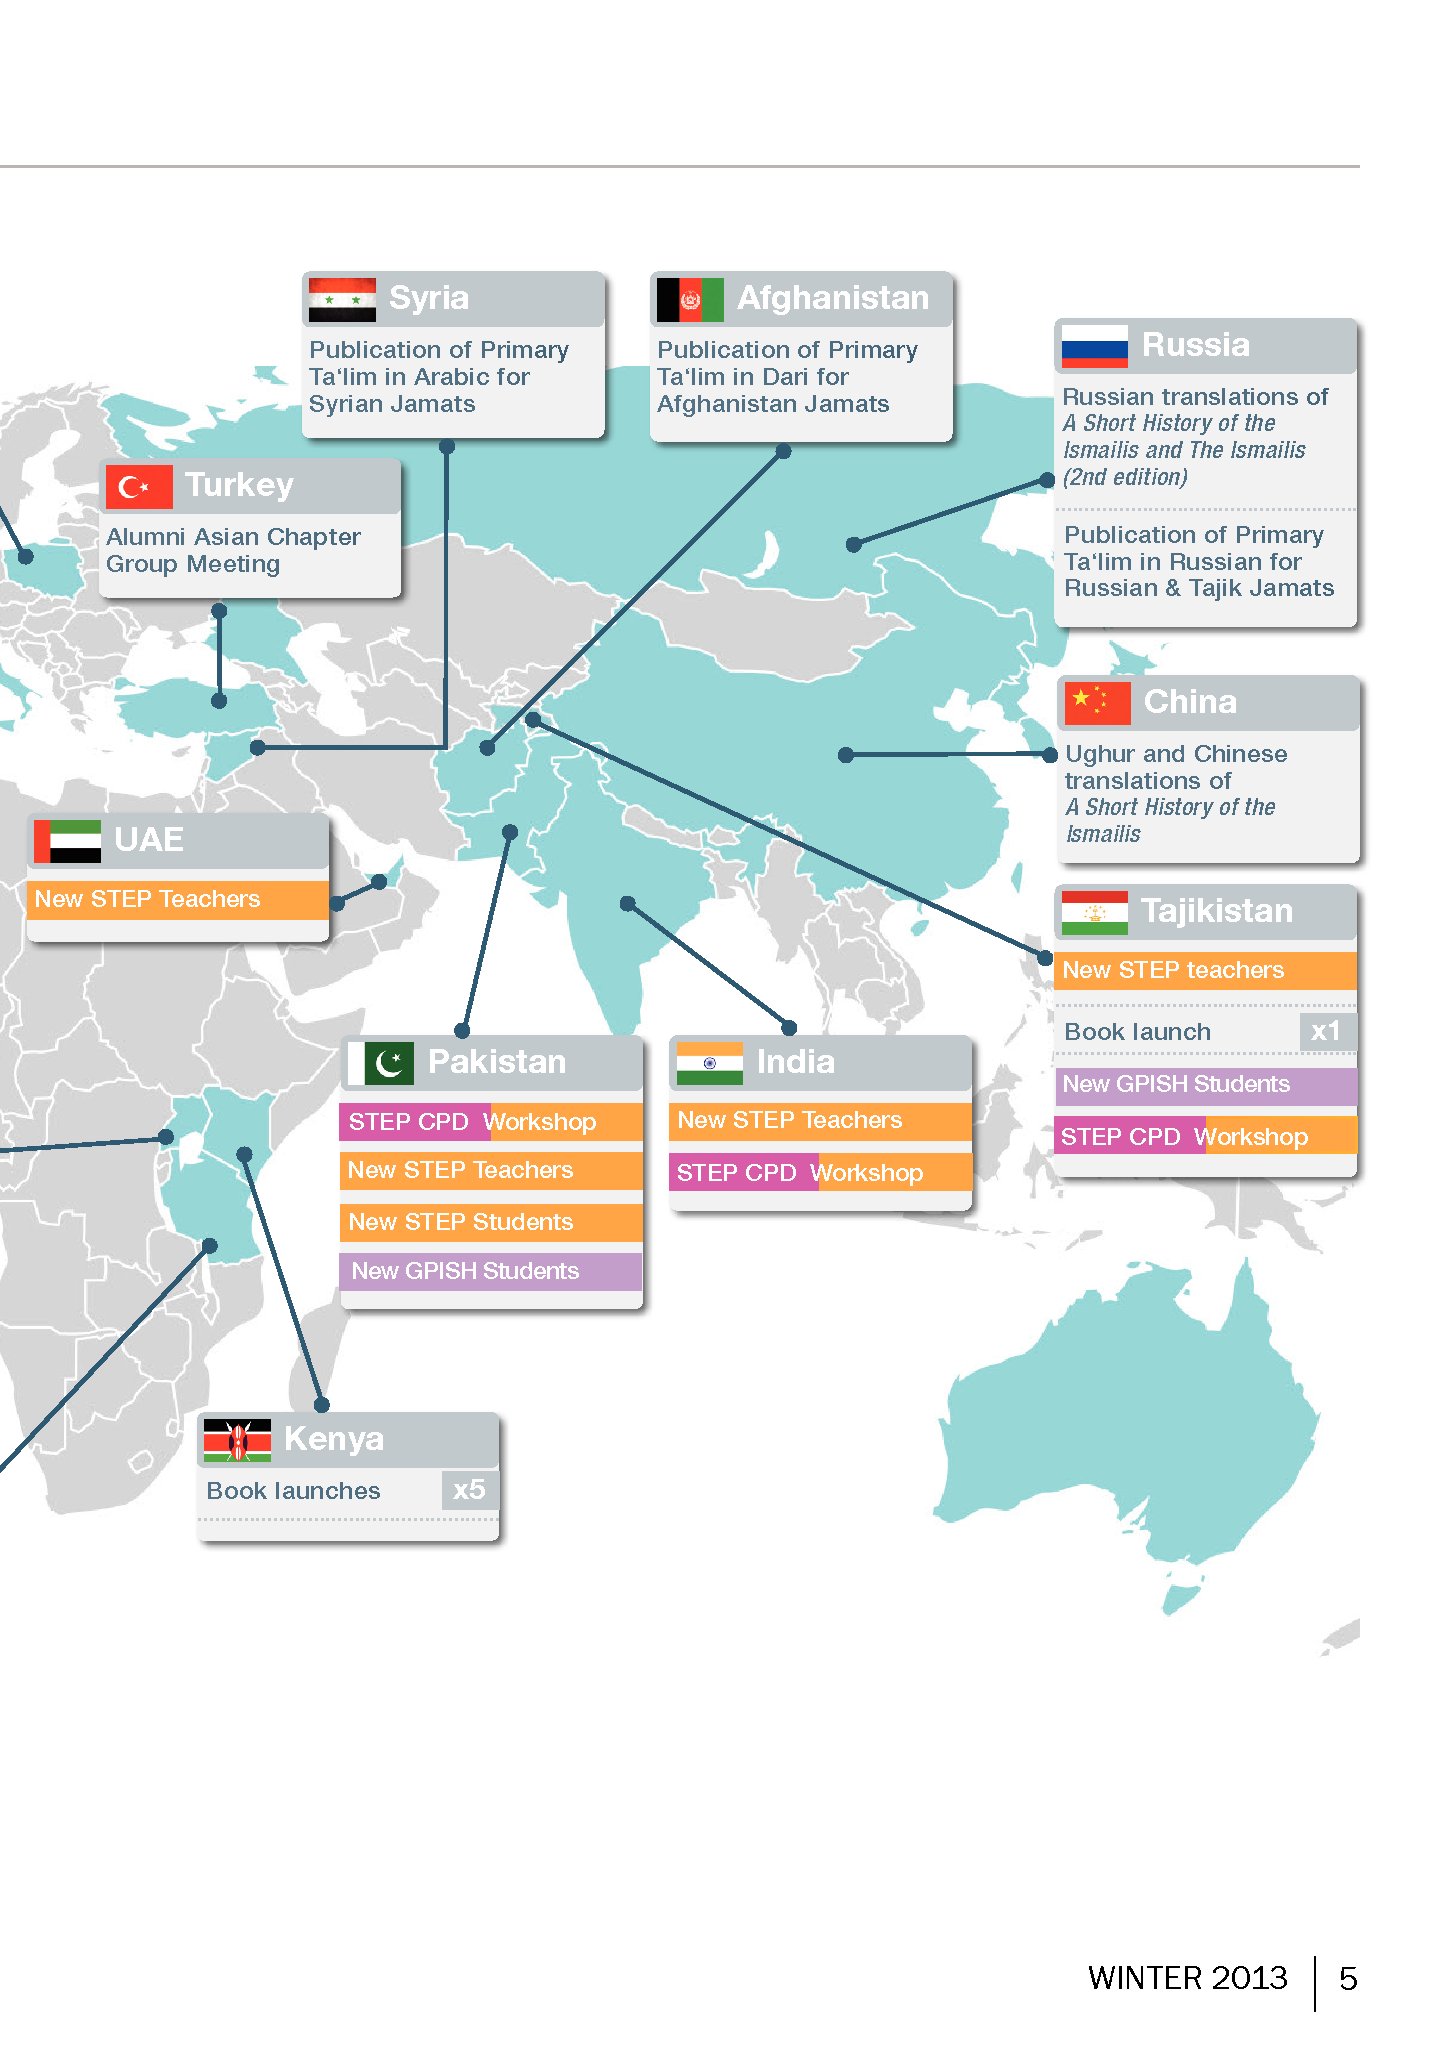 Syria
Publication of Primary
Ta‘lim in Arabic for
Syrian Jamats
Afghanistan
Publication of Primary
Ta‘lim in Dari for
Afghanistan Jamats
Russia
Russian translations of
A Short History of the
Ismailis and The Ismailis
(2nd edition)
Publication of Primary
Ta‘lim in Russian for
Russian & Tajik Jamats
Turkey
Alumni Asian Chapter
Group Meeting
China
Ughur and Chinese
translations of
A Short History of the
Ismailis
UAE
New STEP Teachers
Tajikistan
New STEP teachers
Book launch x1
New GPISH Students
STEP CPD Workshop
Pakistan
STEP CPD Workshop
New STEP Teachers
New STEP Students
New GPISH Students
India
New STEP Teachers
STEP CPD Workshop
Kenya
Book launches x5
WINTER 2013 5